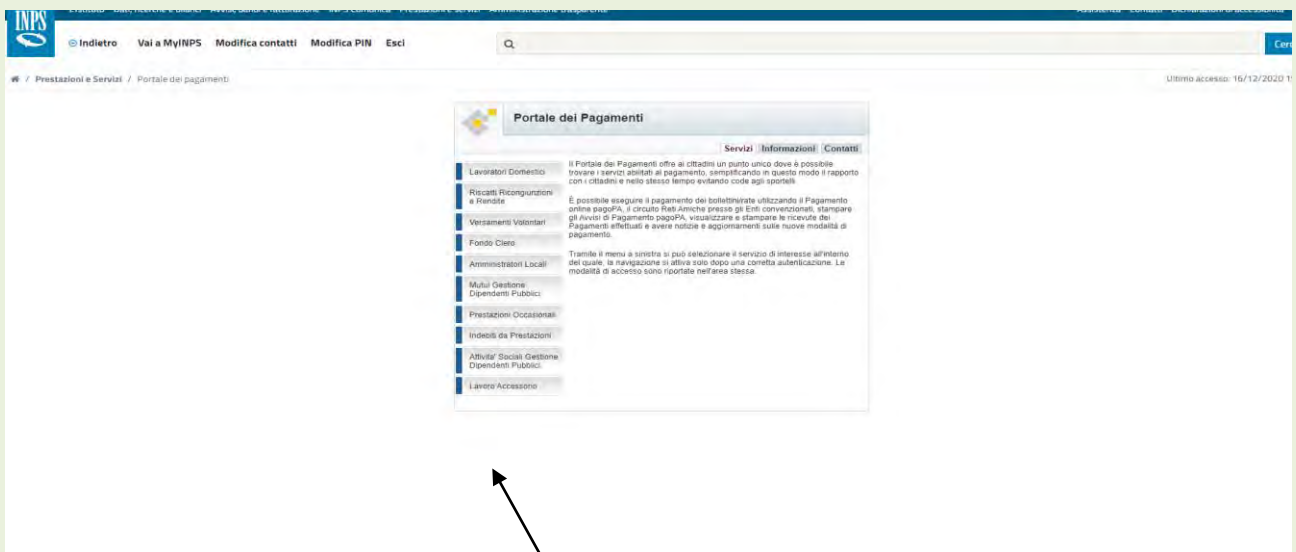 INPS
Indietro Vai a MyINPS Modifica contatti Modifica PIN Esci
/ Prestazioni e Servizi / Portale dei pagamenti
Ultimo accesso: 16/12/2020
Portale dei Pagamenti
Servizi Informazioni Contatti
Lavoratori Domestici
Riscatti Ricongiunzioni
e Rendite
Versamenti Volontari
Fondo Clero
Amministratori Locali
Mutui Gestione
Dipendenti Pubblici
Prestazioni Occasionali
Indebiti da Prestazioni
Attivita' Sociali Gestione
Dipendenti Pubblici
Lavoro Accessorio
Il Portale dei Pagamenti offre ai cittadini un punto unico dove è possibile
trovare i servizi abilitati al pagamento, semplificando in questo modo il rapporto
con i cittadini e nello stesso tempo evitando code agli sportelli
È possibile eseguire il pagamento dei bollettini/rate utilizzando il Pagamento
online pagoPA, il circuito Reti Amiche presso gli Enti convenzionati, stampare
gli Avvisi di Pagamento pagoPA, visualizzare e stampare le ricevute dei
Pagamenti effettuati e avere notizie e aggiornamenti sulle nuove modalità di
pagamento.
Tramite il menu a sinistra si può selezionare il servizio di interesse all'interno
del quale, la navigazione si attiva solo dopo una corretta autenticazione. Le
modalità di accesso sono riportate nell'area stessa.